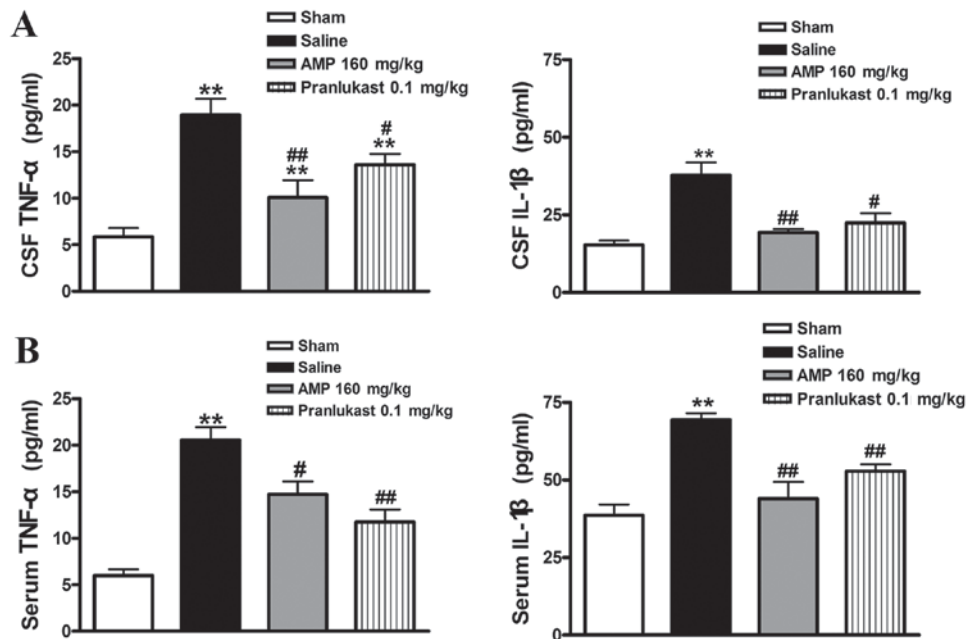 A
Sham
Saline
AMP 160 mg/kg
Pranlukast 0.1 mg/kg
CSF TNF-α (pg/ml)
25
20
15
10
5
0
**
##
**
#
**
Sham
Saline
AMP 160 mg/kg
Pranlukast 0.1 mg/kg
CSF IL-1β (pg/ml)
75
50
25
0
**
##
#
B
Sham
Saline
AMP 160 mg/kg
Pranlukast 0.1 mg/kg
Serum TNF-α (pg/ml)
25
20
15
10
5
0
**
#
##
Sham
Saline
AMP 160 mg/kg
Pranlukast 0.1 mg/kg
Serum IL-1β (pg/ml)
75
50
25
0
**
##
##